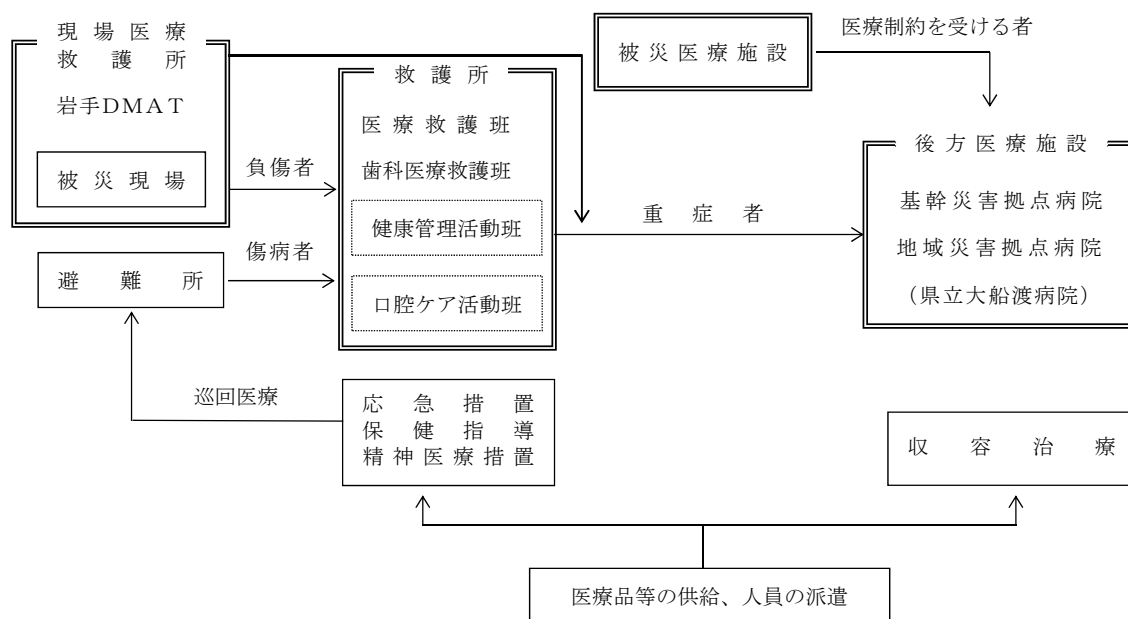 現場医療
救護所
岩手DMAT
被災現場
避難所
負傷者
傷病者
救護所
医療救護班
歯科医療救護班
健康管理活動班
口腔ケア活動班
被災医療施設
医療制約を受ける者
重症者
後方医療施設
基幹災害拠点病院
地域災害拠点病院
（県立大船渡病院）
巡回医療
応急措置
保健指導
精神医療措置
収容治療
医療品等の供給、人員の派遣